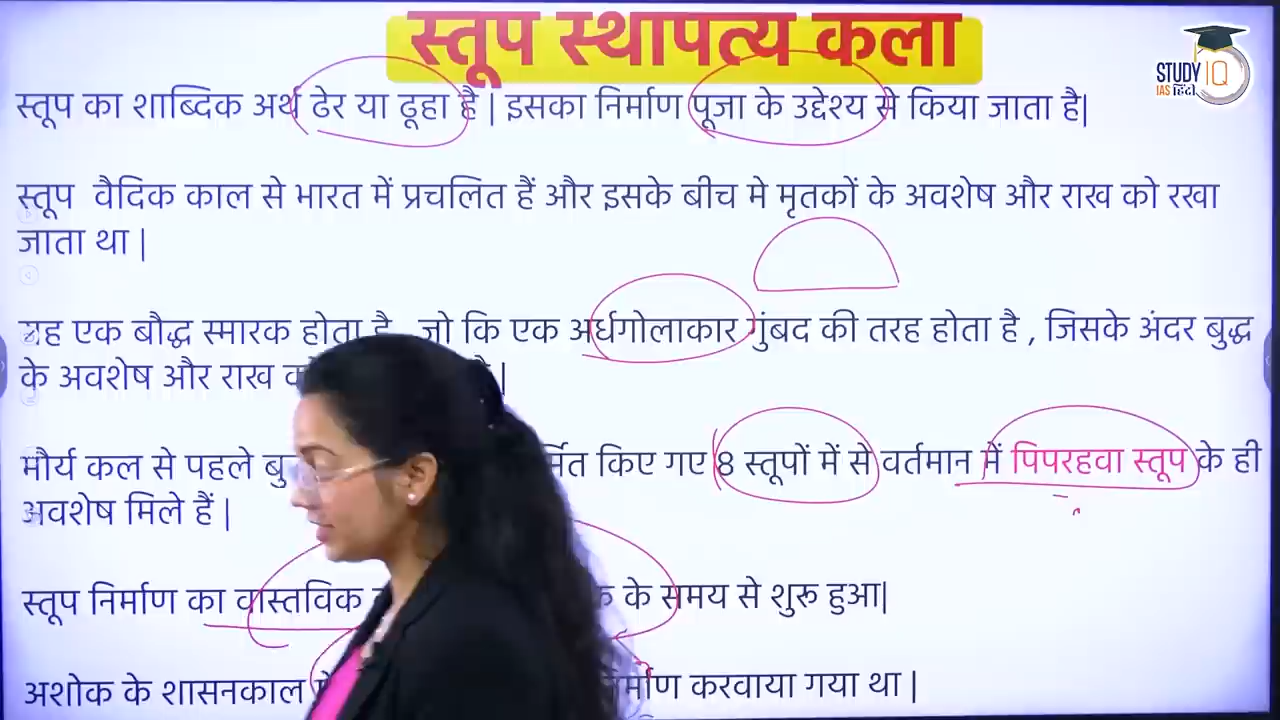 स्तूप स्थापत्य कला
STUDY IQ
IAS हिंदी
स्तूप का शाब्दिक अर्थ ढेर या ढूहा है | इसका निर्माण पूजा के उद्देश्य से किया जाता है|
स्तूप वैदिक काल से भारत में प्रचलित हैं और इसके बीच मे मृतकों के अवशेष और राख को रखा
जाता था |
यह एक बौद्ध स्मारक होता है , जो कि एक अर्धगोलाकार गुंबद की तरह होता है , जिसके अंदर बुद्ध
के अवशेष और राख |
मौर्य कल से पहले किए गए 8 स्तूपों में से वर्तमान में पिपरहवा स्तूप के ही
अवशेष मिले हैं |
स्तूप निर्माण का वास्तविक के समय से शुरू हुआ|
अशोक के शासनकाल करवाया गया था |